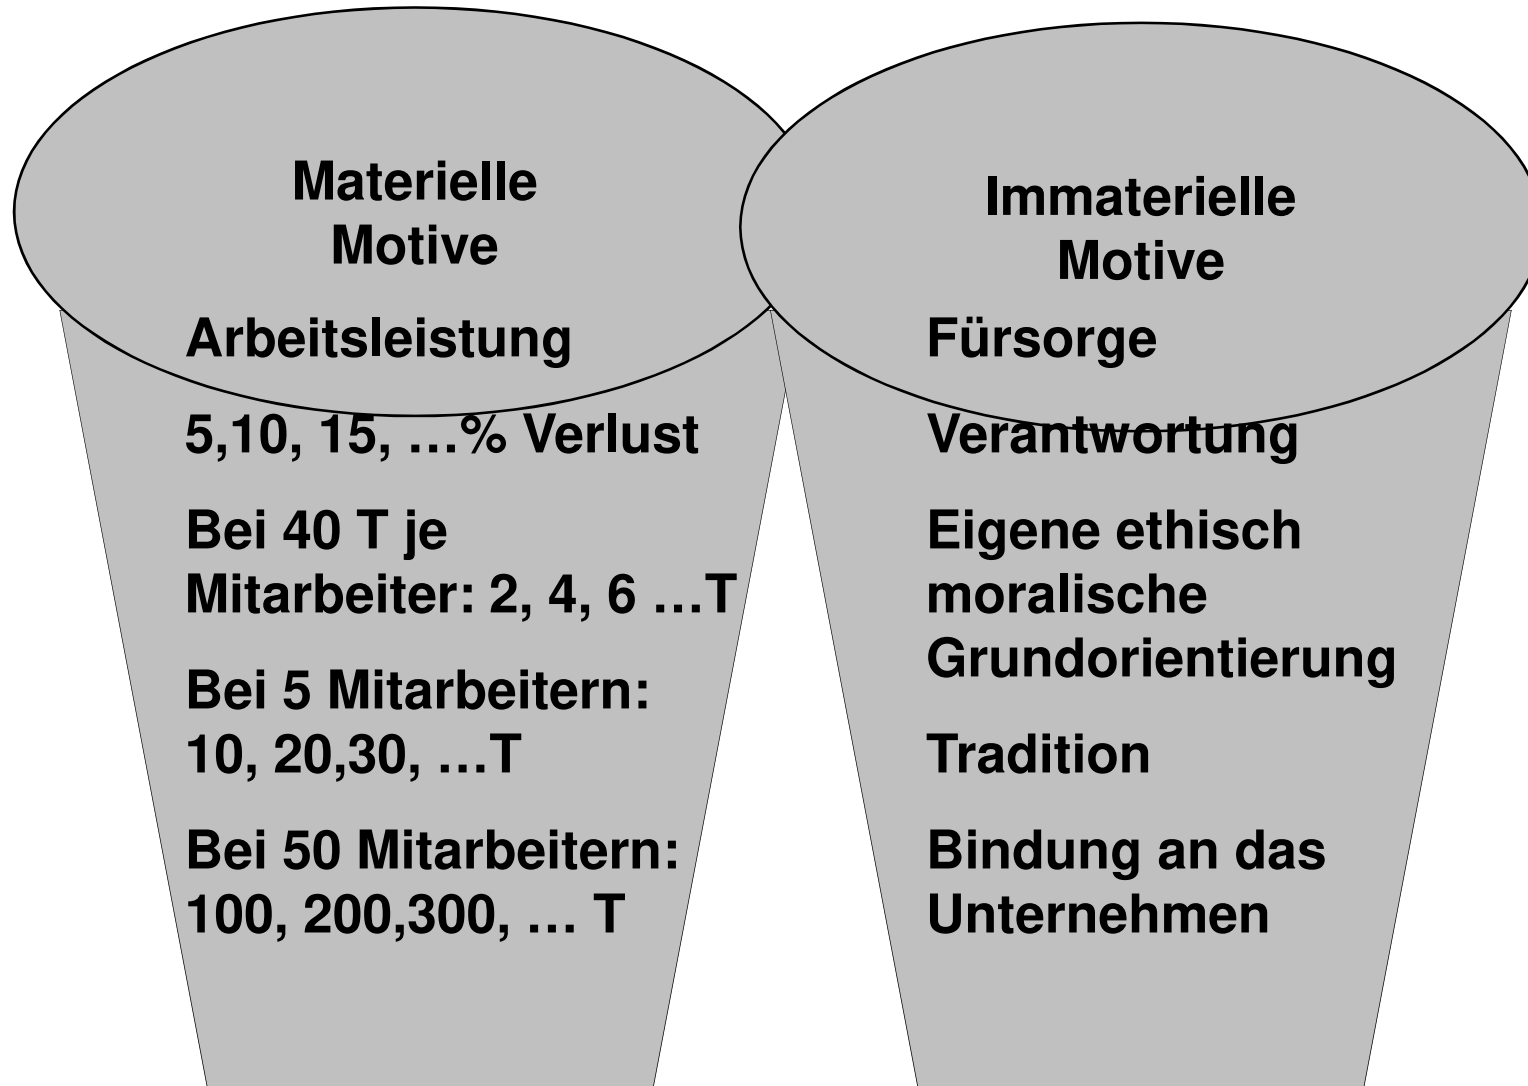 Materielle
Motive
Arbeitsleistung
5,10, 15, …% Verlust
Bei 40 T je
Mitarbeiter: 2, 4, 6 …T
Bei 5 Mitarbeitern:
10, 20,30, …T
Bei 50 Mitarbeitern:
100, 200,300, … T
Immaterielle
Motive
Fürsorge
Verantwortung
Eigene ethisch
moralische
Grundorientierung
Tradition
Bindung an das
Unternehmen